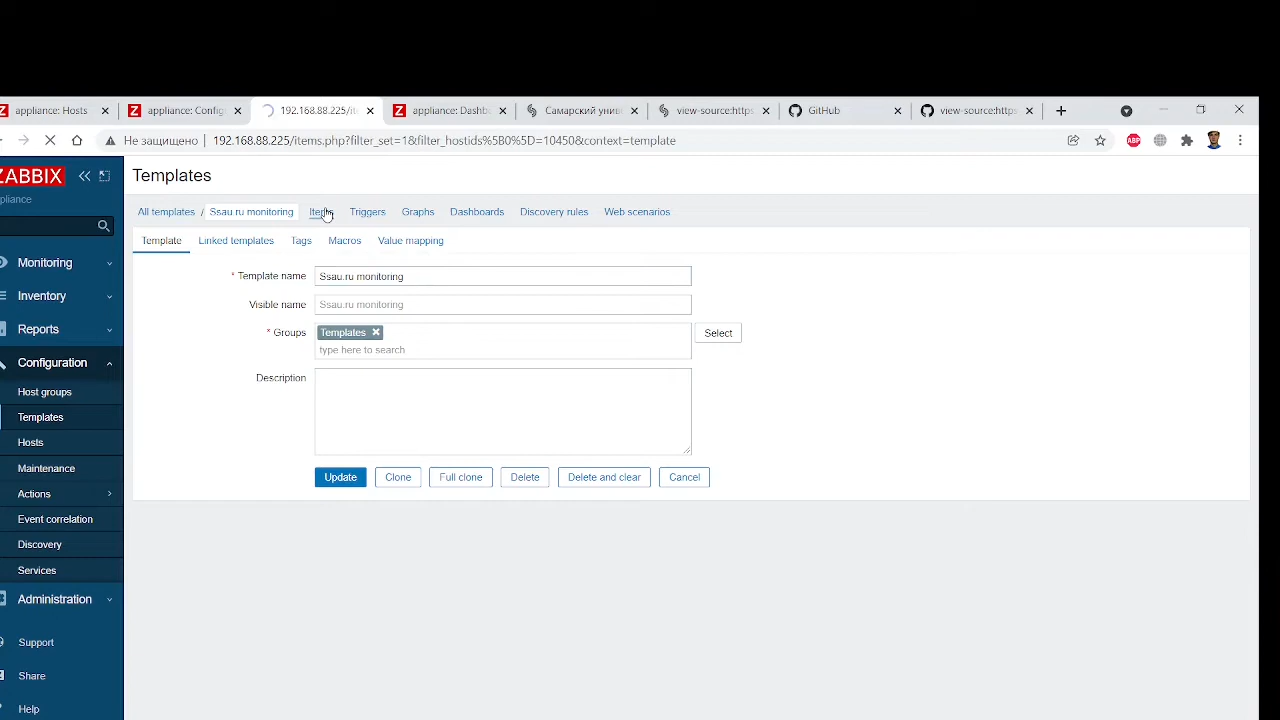 appliance: Hosts
appliance: Config
192.168.88.225/ite
appliance: Dashb
Самарский униве
view-source:https
GitHub
view-source:https
Не защищено 192.168.88.225/items.php?filter_set=1&filter_hostids%5B0%5D=10450&context=template
ABP
ZABBIX
pliance
Monitoring
Inventory
Reports
Configuration
Host groups
Templates
Hosts
Maintenance
Actions
Event correlation
Discovery
Services
Administration
Support
Share
Help
Templates
All templates / Ssau.ru monitoring Items Triggers Graphs Dashboards Discovery rules Web scenarios
Template Linked templates Tags Macros Value mapping
* Template name Ssau.ru monitoring
Visible name Ssau.ru monitoring
* Groups Templates Select
type here to search
Description
Update Clone Full clone Delete Delete and clear Cancel